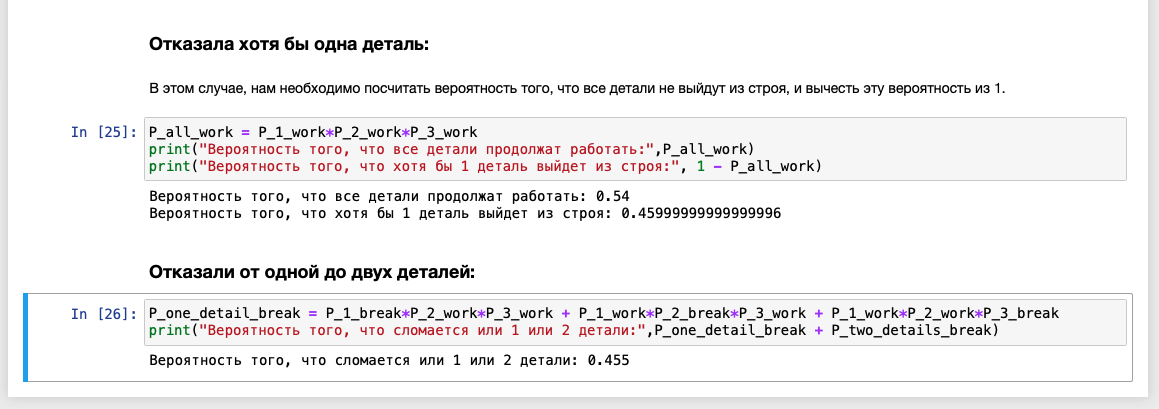 Отказала хотя бы одна деталь:
В этом случае, нам необходимо посчитать вероятность того, что все детали не выйдут из строя, и вычесть эту вероятность из 1.
In [25]: P_all_work = P_1_work*P_2_work*P_3_work
print("Вероятность того, что все детали продолжат работать:",P_all_work)
print("Вероятность того, что хотя бы 1 деталь выйдет из строя:", 1 - P_all_work)
Вероятность того, что все детали продолжат работать: 0.54
Вероятность того, что хотя бы 1 деталь выйдет из строя: 0.45999999999999996
Отказали от одной до двух деталей:
In [26]: P_one_detail_break = P_1_break*P_2_work*P_3_work + P_1_work*P_2_break*P_3_work + P_1_work*P_2_work*P_3_break
print("Вероятность того, что сломается или 1 или 2 детали:",P_one_detail_break + P_two_details_break)
Вероятность того, что сломается или 1 или 2 детали: 0.455